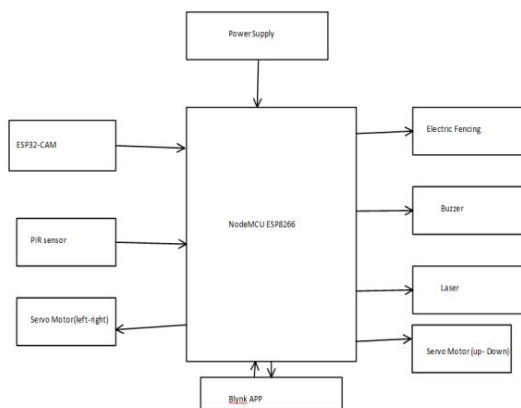 Power Supply
ESP32-CAM
Electric Fencing
NodeMCU ESP8266
Buzzer
PIR sensor
Laser
Servo Motor(left-right)
Servo Motor (up- Down)
Blynk APP